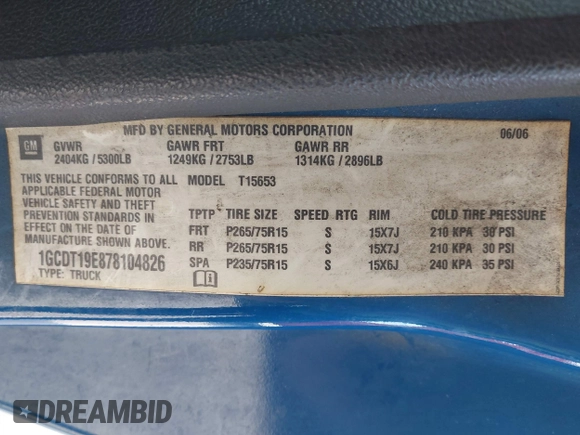 MFD BY GENERAL MOTORS CORPORATION 06/06
GM GVWR GAWR FRT GAWR RR
2404KG / 5300LB 1249KG / 2753LB 1314KG / 2896LB
THIS VEHICLE CONFORMS TO ALL MODEL T15653
APPLICABLE FEDERAL MOTOR
VEHICLE SAFETY AND THEFT
PREVENTION STANDARDS IN
EFFECT ON THE DATE OF
MANUFACTURE SHOWN ABOVE.
1GCDT19E878104826
TYPE: TRUCK
TPTP TIRE SIZE SPEED RTG RIM COLD TIRE PRESSURE
FRT P265/75R15 S 15X7J 210 KPA 30 PSI
RR P265/75R15 S 15X7J 210 KPA 30 PSI
SPA P235/75R15 S 15X6J 240 KPA 35 PSI
DREAMBID